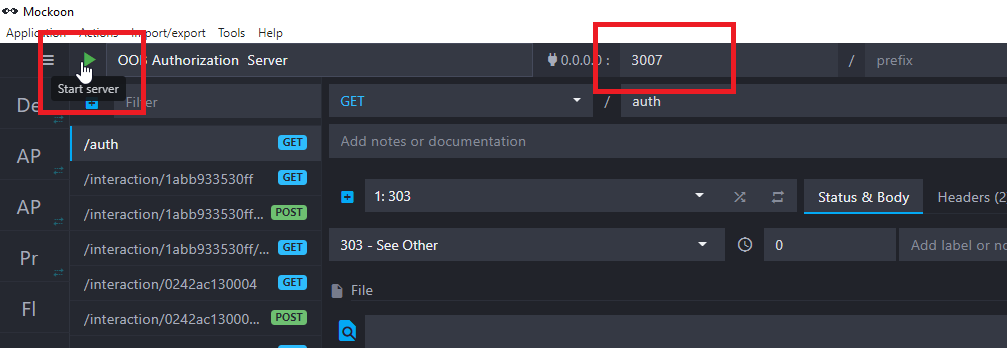 Mockoon
Application Actions Import/export Tools Help
OOB Authorization Server 0.0.0.0 : 3007 / prefix
Start server
De Filter GET / auth
/auth GET
Add notes or documentation
AP /interaction/1abb933530ff GET
1: 303 Status & Body Headers (2
AP /interaction/1abb933530ff... POST
Pr /interaction/1abb933530ff/... GET
303 - See Other 0 Add label or no
/interaction/0242ac130004 GET
File
Fl /interaction/0242ac13000... POST
GET